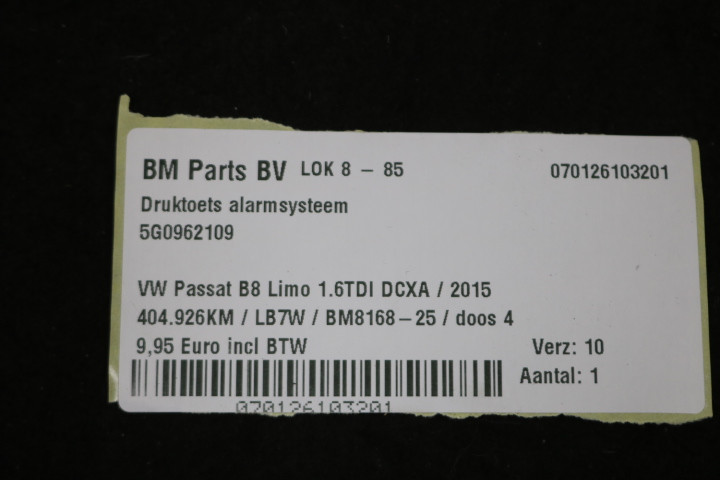 BM Parts BV LOK 8 – 85 070126103201
Druktoets alarmsysteem
5G0962109
VW Passat B8 Limo 1.6TDI DCXA / 2015
404.926KM / LB7W / BM8168–25 / doos 4
9,95 Euro incl BTW Verz: 10
Aantal: 1
070126103201